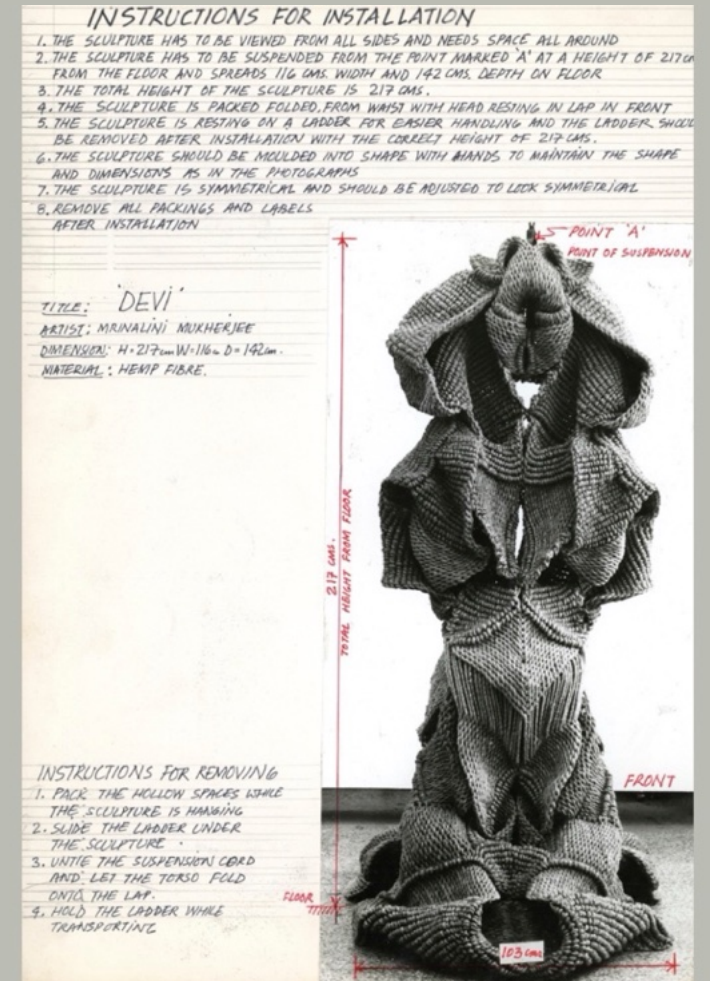 INSTRUCTIONS FOR INSTALLATION
1. THE SCULPTURE HAS TO BE VIEWED FROM ALL SIDES AND NEEDS SPACE ALL AROUND
2. THE SCULPTURE HAS TO BE SUSPENDED FROM THE POINT MARKED 'A' AT A HEIGHT OF 217 cm
FROM THE FLOOR AND SPREADS 116 CMS. WIDTH AND 142 CMS. DEPTH ON FLOOR
3. THE TOTAL HEIGHT OF THE SCULPTURE IS 217 CMS.
4. THE SCULPTURE IS PACKED FOLDED, FROM WAIST WITH HEAD RESTING IN LAP IN FRONT
5. THE SCULPTURE IS RESTING ON A LADDER FOR EASIER HANDLING AND THE LADDER SHOUL
BE REMOVED AFTER INSTALLATION WITH THE CORRECT HEIGHT OF 217 CMS.
6. THE SCULPTURE SHOULD BE MOULDED INTO SHAPE WITH HANDS TO MAINTAIN THE SHAPE
AND DIMENSIONS AS IN THE PHOTOGRAPHS
7. THE SCULPTURE IS SYMMETRICAL AND SHOULD BE ADJUSTED TO LOOK SYMMETRICAL
8. REMOVE ALL PACKINGS AND LABELS
AFTER INSTALLATION
POINT 'A'
POINT OF SUSPENSION
TITLE: 'DEVI'
ARTIST: MRINALINI MUKHERJEE
DIMENSION: H=217cm W=116cm D=142cm.
MATERIAL: HEMP FIBRE.
217 CMS.
TOTAL HEIGHT FROM FLOOR
FRONT
INSTRUCTIONS FOR REMOVING
1. PACK THE HOLLOW SPACES WHILE
THE SCULPTURE IS HANGING
2. SLIDE THE LADDER UNDER
THE SCULPTURE.
3. UNTIE THE SUSPENSION CORD
AND LET THE TORSO FOLD
ONTO THE LAP.
4. HOLD THE LADDER WHILE
TRANSPORTING
FLOOR
103 cms